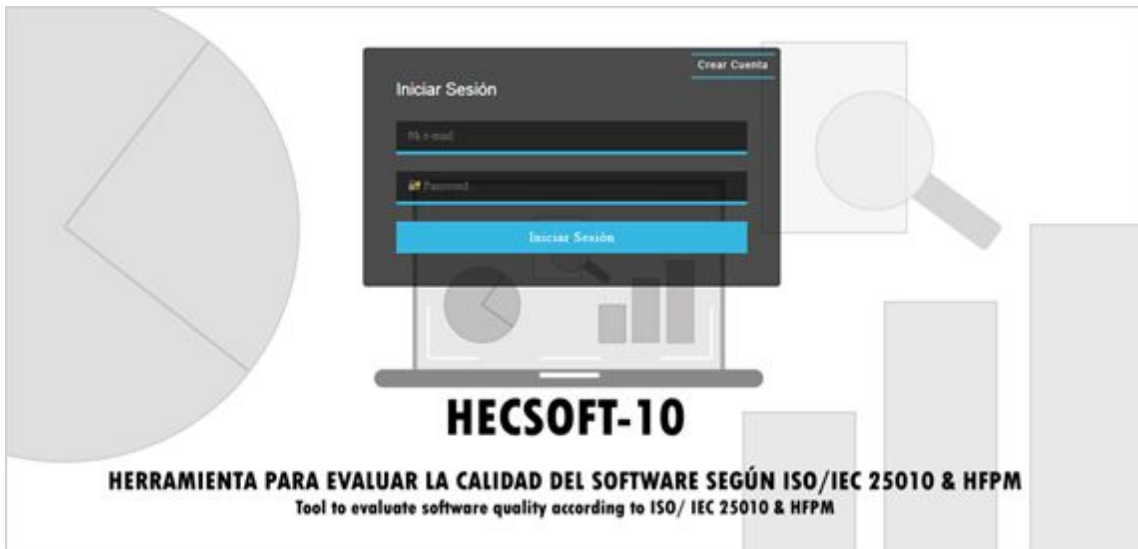 Crear Cuenta
Iniciar Sesión
e-mail
Password
Iniciar Sesión
HECSOFT-10
HERRAMIENTA PARA EVALUAR LA CALIDAD DEL SOFTWARE SEGÚN ISO/IEC 25010 & HFPM
Tool to evaluate software quality according to ISO/ IEC 25010 & HFPM